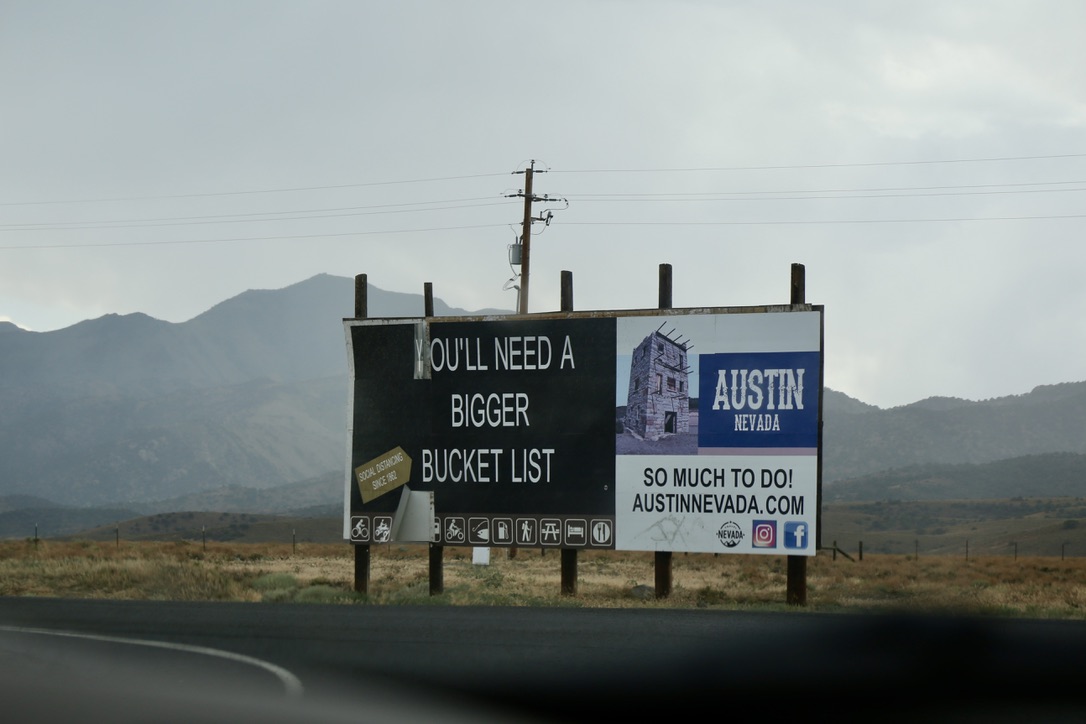 YOU'LL NEED A
BIGGER
BUCKET LIST
SOCIAL DISTANCING
SINCE 1862
AUSTIN
NEVADA
SO MUCH TO DO!
AUSTINNEVADA.COM
NEVADA